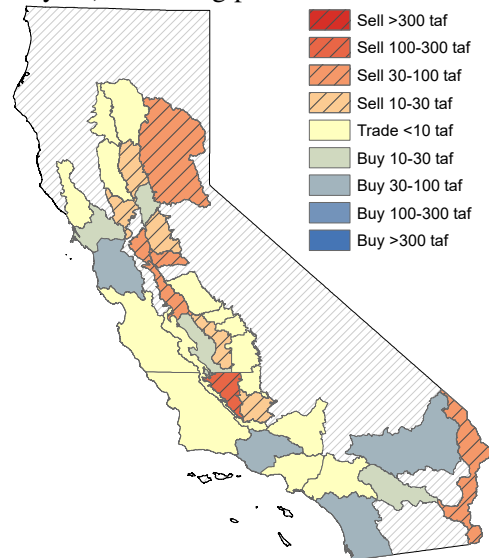 Sell >300 taf
Sell 100-300 taf
Sell 30-100 taf
Sell 10-30 taf
Trade <10 taf
Buy 10-30 taf
Buy 30-100 taf
Buy 100-300 taf
Buy >300 taf